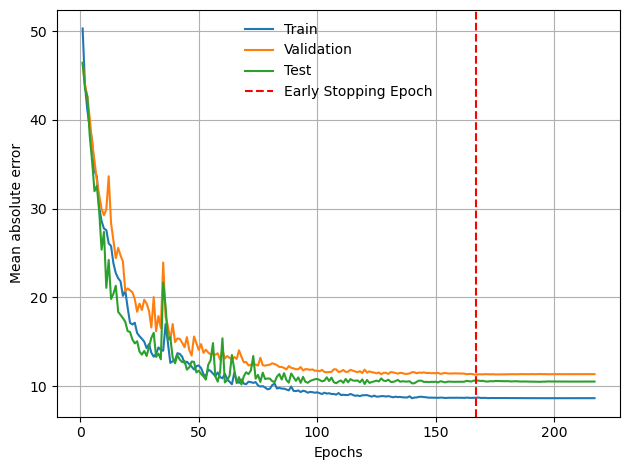 Train
Validation
Test
Early Stopping Epoch
50
40
30
20
10
Mean absolute error
0
50
100
150
200
Epochs